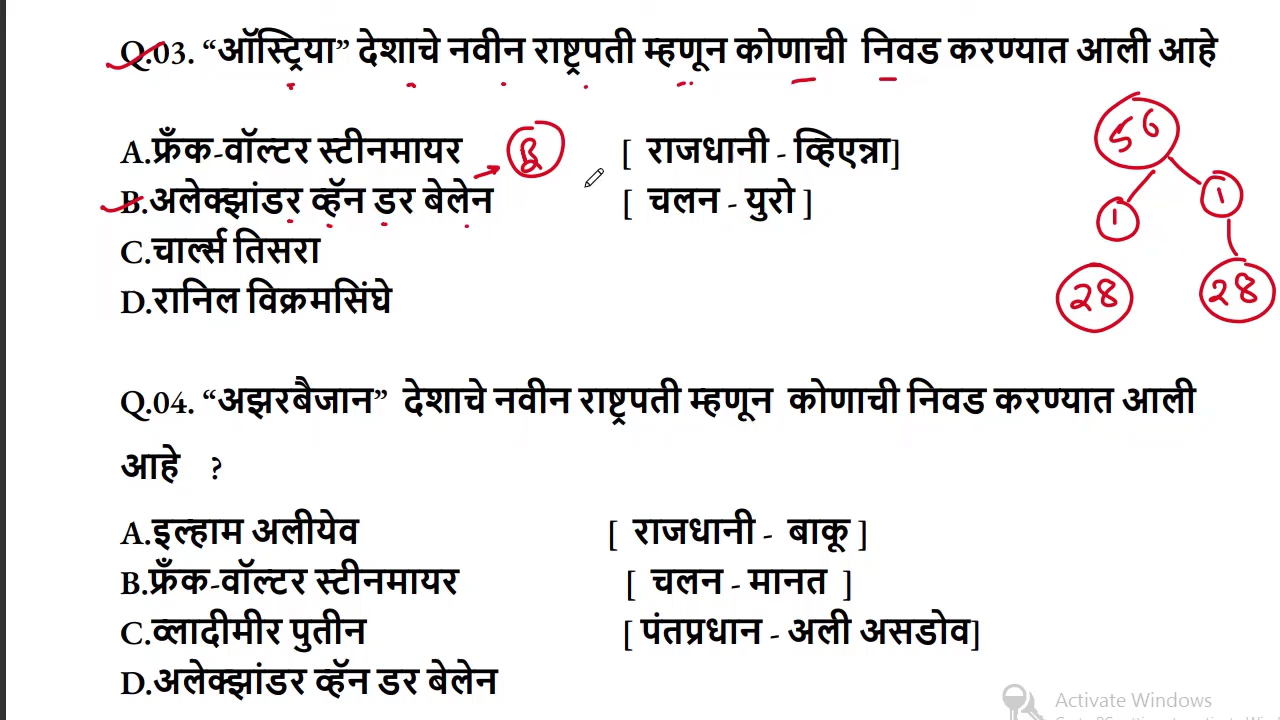 Q.03. “ऑस्ट्रिया” देशाचे नवीन राष्ट्रपती म्हणून कोणाची निवड करण्यात आली आहे
A.फ्रँक-वॉल्टर स्टीनमायर B [ राजधानी - व्हिएन्ना]
B.अलेक्झांडर व्हॅन डर बेलेन [ चलन - युरो ]
C.चार्ल्स तिसरा
D.रानिल विक्रमसिंघे
56
1 1
28 28
Q.04. “अझरबैजान” देशाचे नवीन राष्ट्रपती म्हणून कोणाची निवड करण्यात आली
आहे ?
A.इल्हाम अलीयेव [ राजधानी - बाकू ]
B.फ्रँक-वॉल्टर स्टीनमायर [ चलन - मानत ]
C.व्लादीमीर पुतीन [ पंतप्रधान - अली असडोव]
D.अलेक्झांडर व्हॅन डर बेलेन
Activate Windows